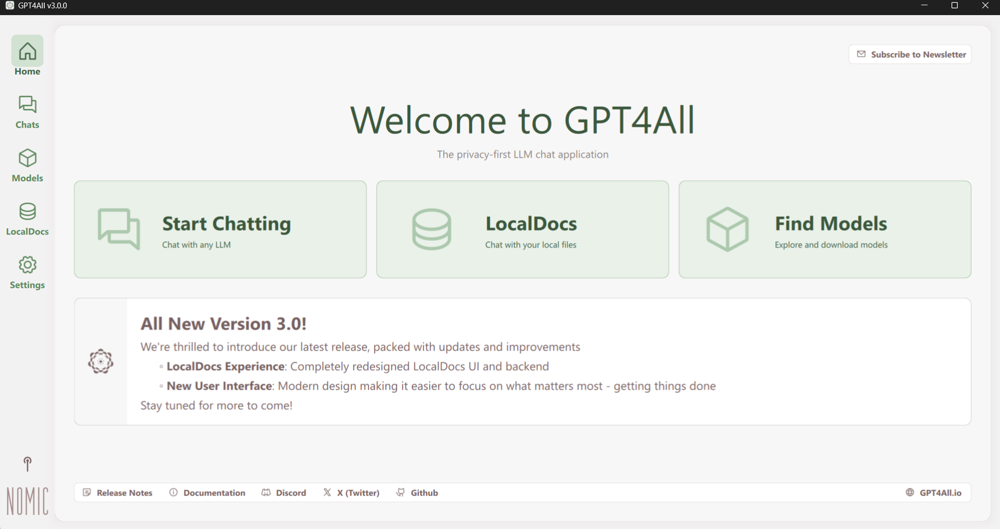 GPT4All v3.0.0
Home
Chats
Models
LocalDocs
Settings
NOMIC
Subscribe to Newsletter
Welcome to GPT4All
The privacy-first LLM chat application
Start Chatting
Chat with any LLM
LocalDocs
Chat with your local files
Find Models
Explore and download models
All New Version 3.0!
We're thrilled to introduce our latest release, packed with updates and improvements
◦ LocalDocs Experience: Completely redesigned LocalDocs UI and backend
◦ New User Interface: Modern design making it easier to focus on what matters most - getting things done
Stay tuned for more to come!
Release Notes Documentation Discord X (Twitter) Github GPT4All.io